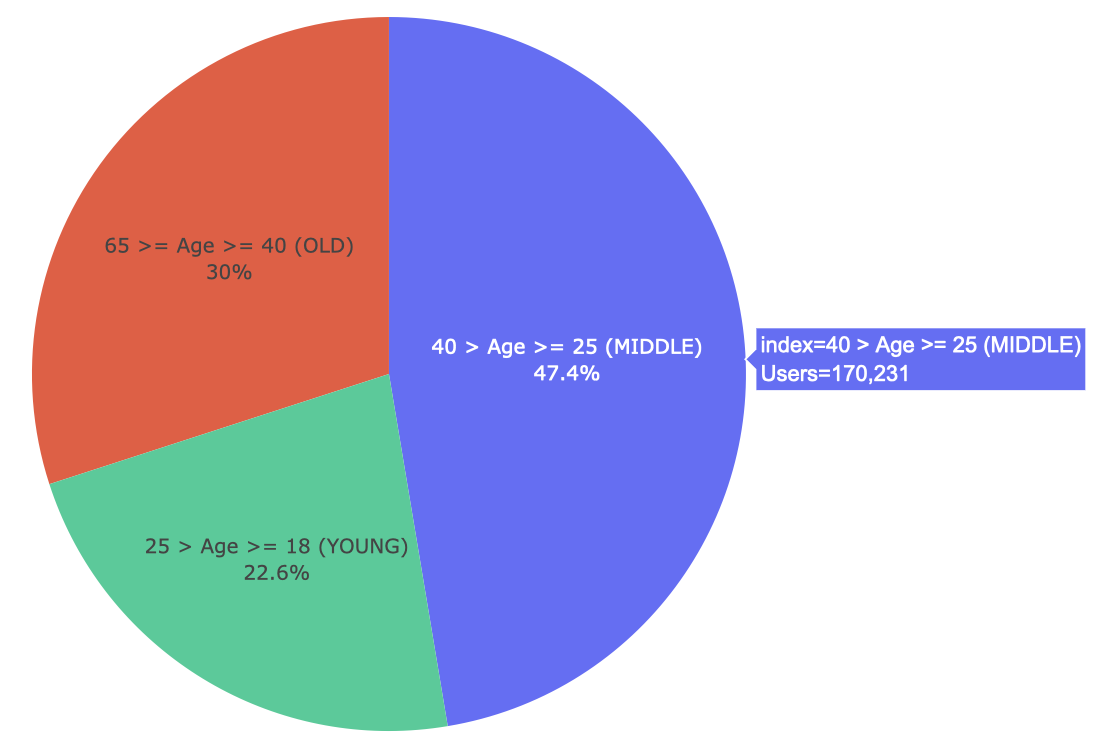 65 >= Age >= 40 (OLD)
30%
40 > Age >= 25 (MIDDLE)
47.4%
index=40 > Age >= 25 (MIDDLE)
Users=170,231
25 > Age >= 18 (YOUNG)
22.6%